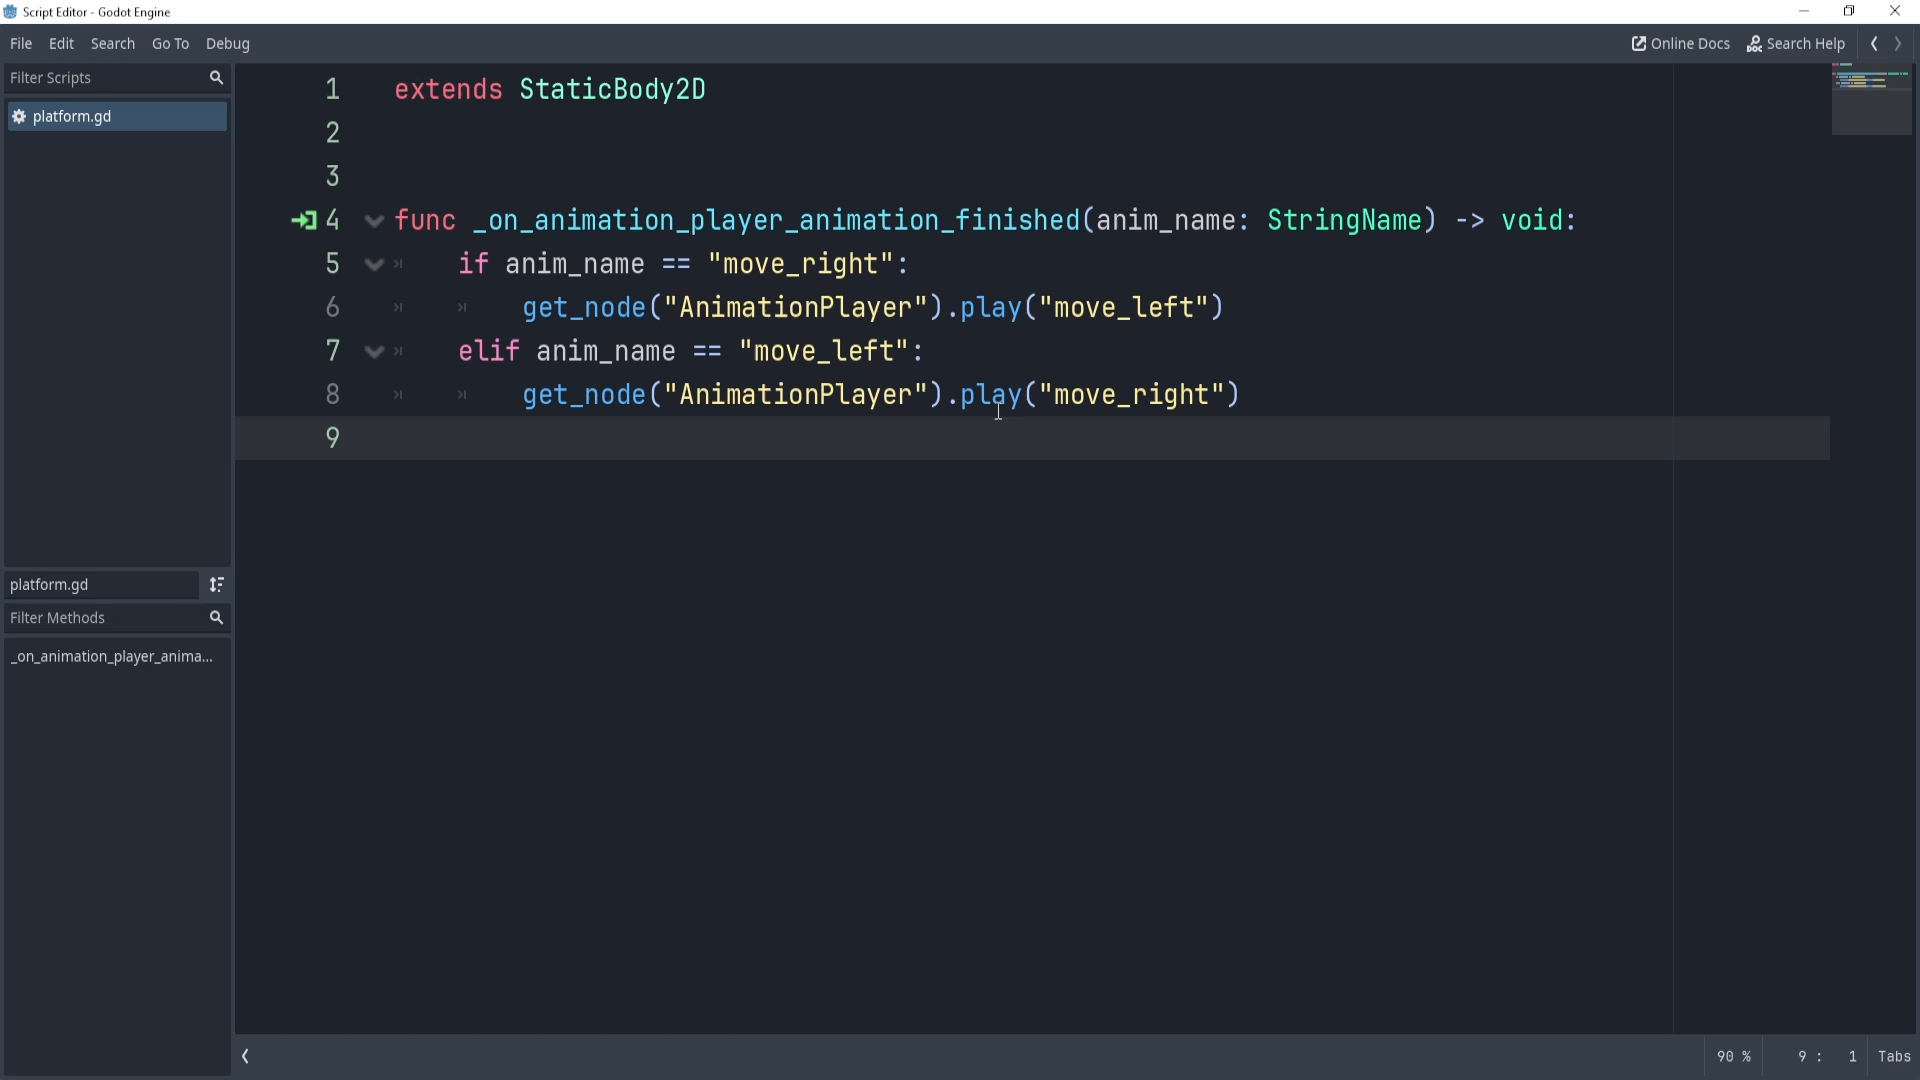 Script Editor - Godot Engine
File Edit Search Go To Debug Online Docs Search Help
Filter Scripts
platform.gd
platform.gd
Filter Methods
_on_animation_player_anima...
1 extends StaticBody2D
2
3
4 func _on_animation_player_animation_finished(anim_name: StringName) -> void:
5 if anim_name == "move_right":
6 get_node("AnimationPlayer").play("move_left")
7 elif anim_name == "move_left":
8 get_node("AnimationPlayer").play("move_right")
9
90 % 9 : 1 Tabs